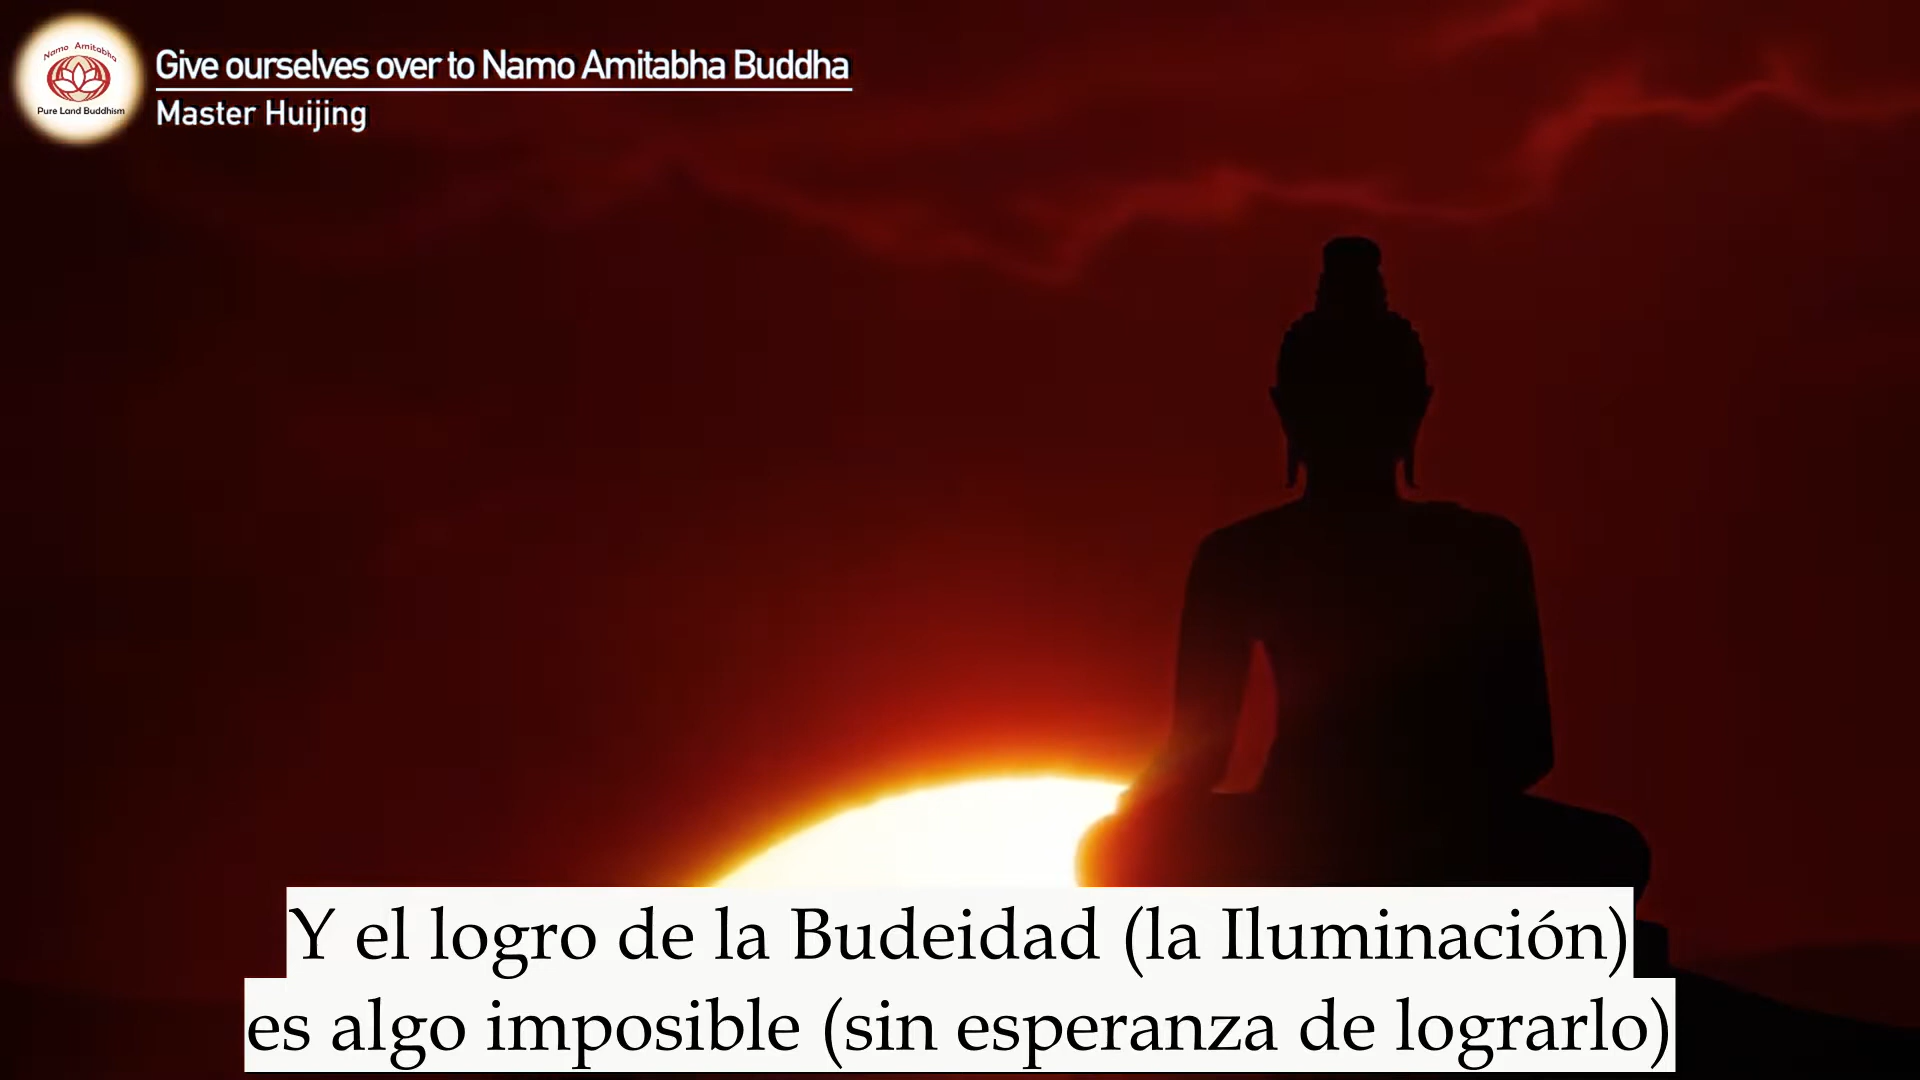 Namo Amitabha
Pure Land Buddhism
Give ourselves over to Namo Amitabha Buddha
Master Huijing
Y el logro de la Budeidad (la Iluminación)
es algo imposible (sin esperanza de lograrlo)